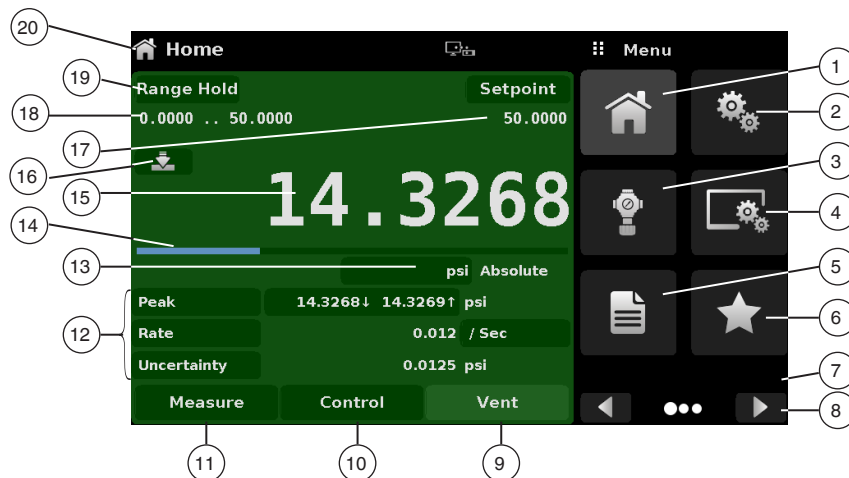 20
Home
Menu
19
Range Hold
Setpoint
1
18
0.0000 .. 50.0000
50.0000
2
17
16
3
15
14.3268
14
4
13
psi Absolute
5
12
Peak
14.3268↓ 14.3269↑ psi
6
Rate
0.012 / Sec
Uncertainty
0.0125 psi
7
Measure
Control
Vent
8
11
10
9